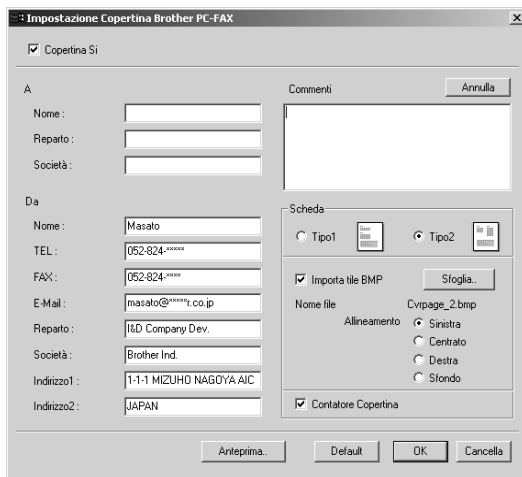 Impostazione Copertina Brother PC-FAX
Copertina Si
A
Nome :
Reparto :
Società :
Da
Nome : Masato
TEL : 052-824-*****
FAX : 052-824-****
E-Mail : masato@*****r.co.jp
Reparto : I&D Company Dev.
Società : Brother Ind.
Indirizzo1 : 1-1-1 MIZUHO NAGOYA AIC
Indirizzo2 : JAPAN
Commenti
Annulla
Scheda
Tipo1
Tipo2
Importa tile BMP
Sfoglia..
Nome file Cvrpage_2.bmp
Allineamento Sinistra
Centrato
Destra
Sfondo
Contatore Copertina
Anteprima.. Default OK Cancella